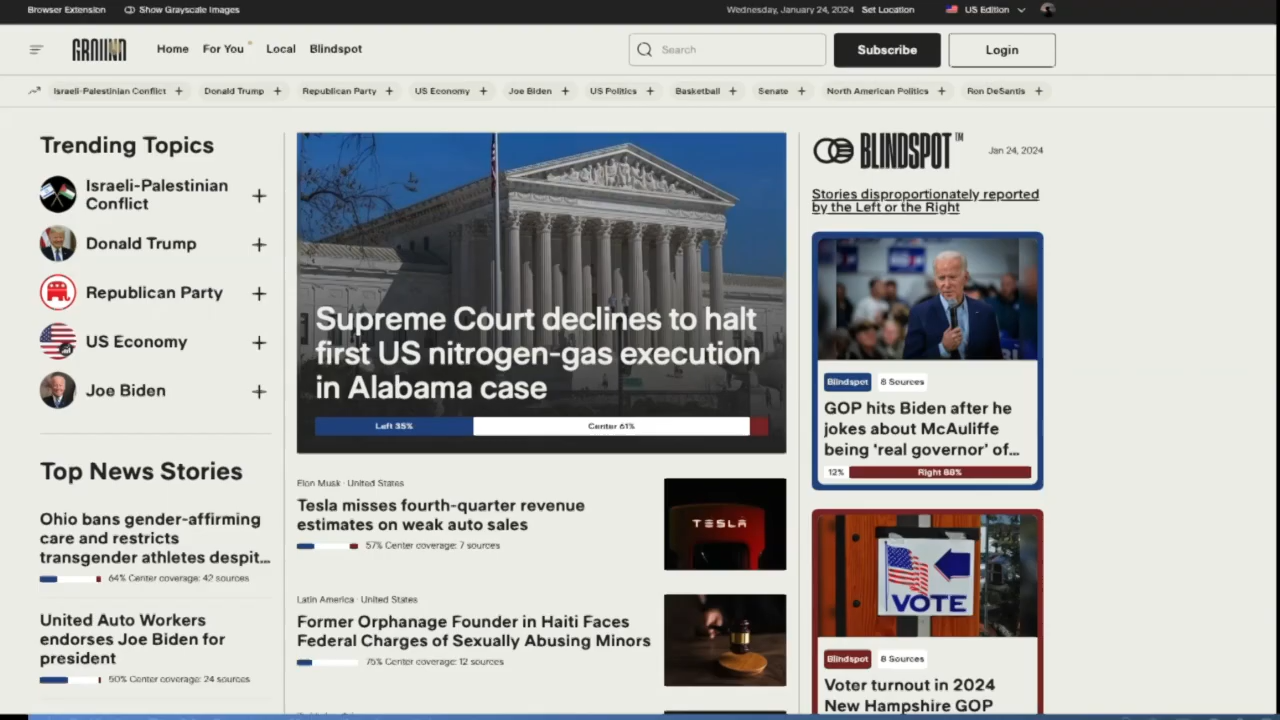 Browser Extension
Show Grayscale Images
Wednesday, January 24, 2024
Set Location
US Edition
GROUND
Home
For You
Local
Blindspot
Search
Subscribe
Login
Israeli-Palestinian Conflict +
Donald Trump +
Republican Party +
US Economy +
Joe Biden +
US Politics +
Basketball +
Senate +
North American Politics +
Ron DeSantis +
Trending Topics
Israeli-Palestinian
Conflict
Donald Trump
Republican Party
US Economy
Joe Biden
Top News Stories
Ohio bans gender-affirming
care and restricts
transgender athletes despit...
64% Center coverage: 42 sources
United Auto Workers
endorses Joe Biden for
president
50% Center coverage: 24 sources
Supreme Court declines to halt
first US nitrogen-gas execution
in Alabama case
Left 35%
Center 61%
Elon Musk · United States
Tesla misses fourth-quarter revenue
estimates on weak auto sales
57% Center coverage: 7 sources
TESLA
Latin America · United States
Former Orphanage Founder in Haiti Faces
Federal Charges of Sexually Abusing Minors
75% Center coverage: 12 sources
BLINDSPOT™
Jan 24, 2024
Stories disproportionately reported
by the Left or the Right
Blindspot
8 Sources
GOP hits Biden after he
jokes about McAuliffe
being ‘real governor’ of...
12%
Right 88%
VOTE
Blindspot
8 Sources
Voter turnout in 2024
New Hampshire GOP